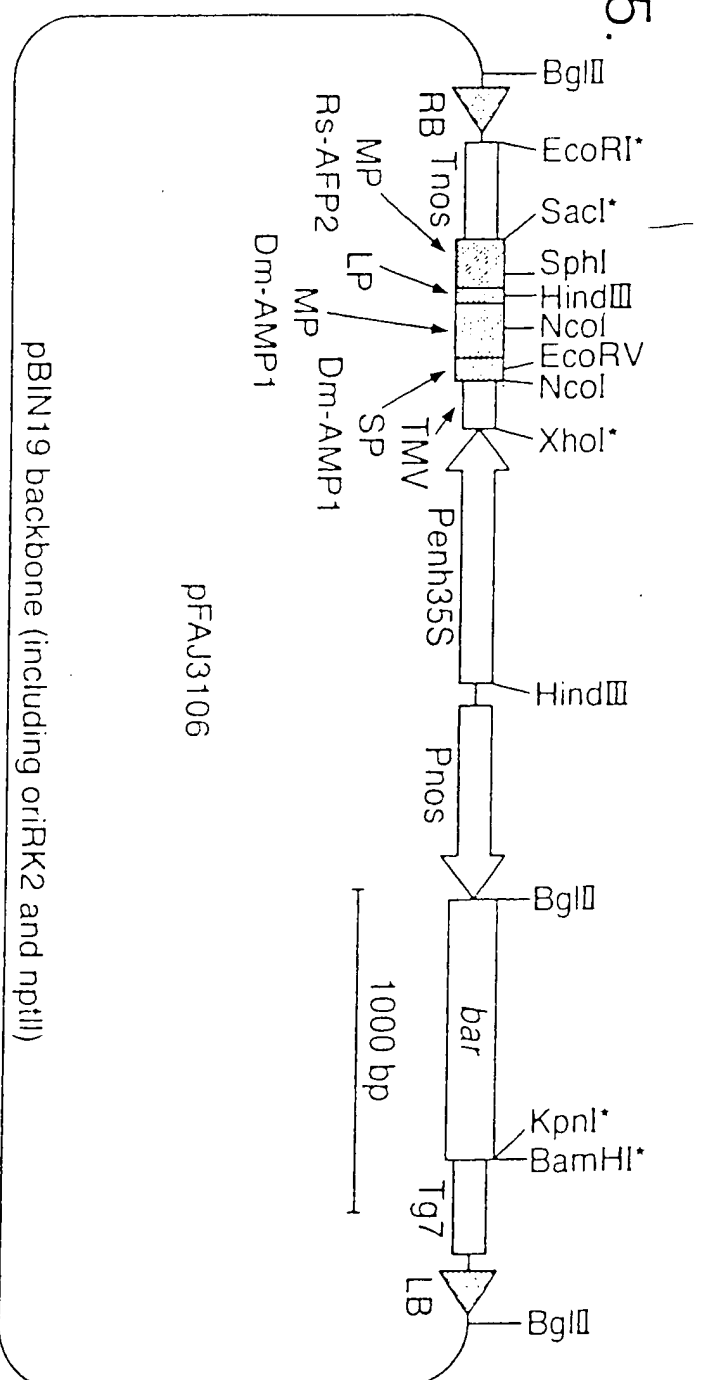 5.
BglⅡ
EcoRI*
SacI*
SphI
HindⅢ
NcoI
EcoRV
NcoI
XhoI*
HindⅢ
BglⅡ
KpnI*
BamHI*
BglⅡ
RB
Tnos
MP
Rs-AFP2
LP
MP
Dm-AMP1
SP
Dm-AMP1
TMV
Penh35S
Pnos
bar
Tg7
LB
1000 bp
pFAJ3106
pBIN19 backbone (including oriRK2 and nptII)